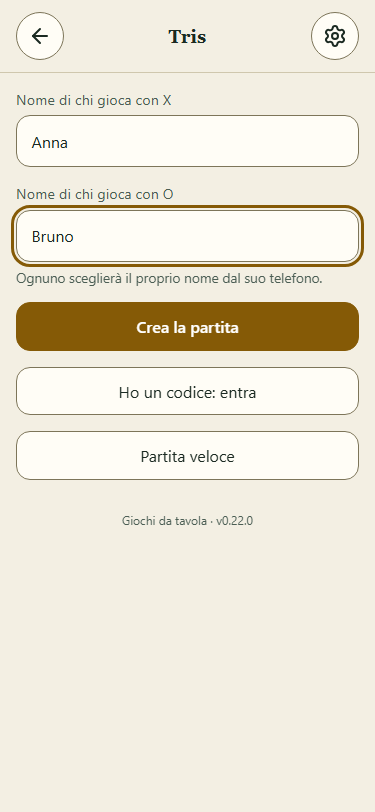 Tris
Nome di chi gioca con X
Anna
Nome di chi gioca con O
Bruno
Ognuno sceglierà il proprio nome dal suo telefono.
Crea la partita
Ho un codice: entra
Partita veloce
Giochi da tavola · v0.22.0